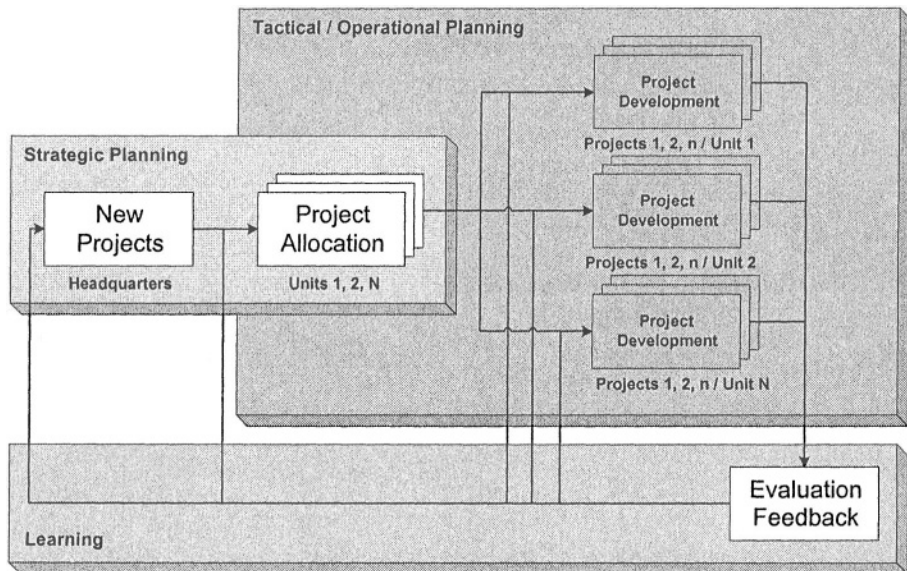 Tactical / Operational Planning
Project
Development
Projects 1, 2, n / Unit 1
Strategic Planning
New
Projects
Headquarters
Project
Allocation
Units 1, 2, N
Project
Development
Projects 1, 2, n / Unit 2
Project
Development
Projects 1, 2, n / Unit N
Evaluation
Feedback
Learning